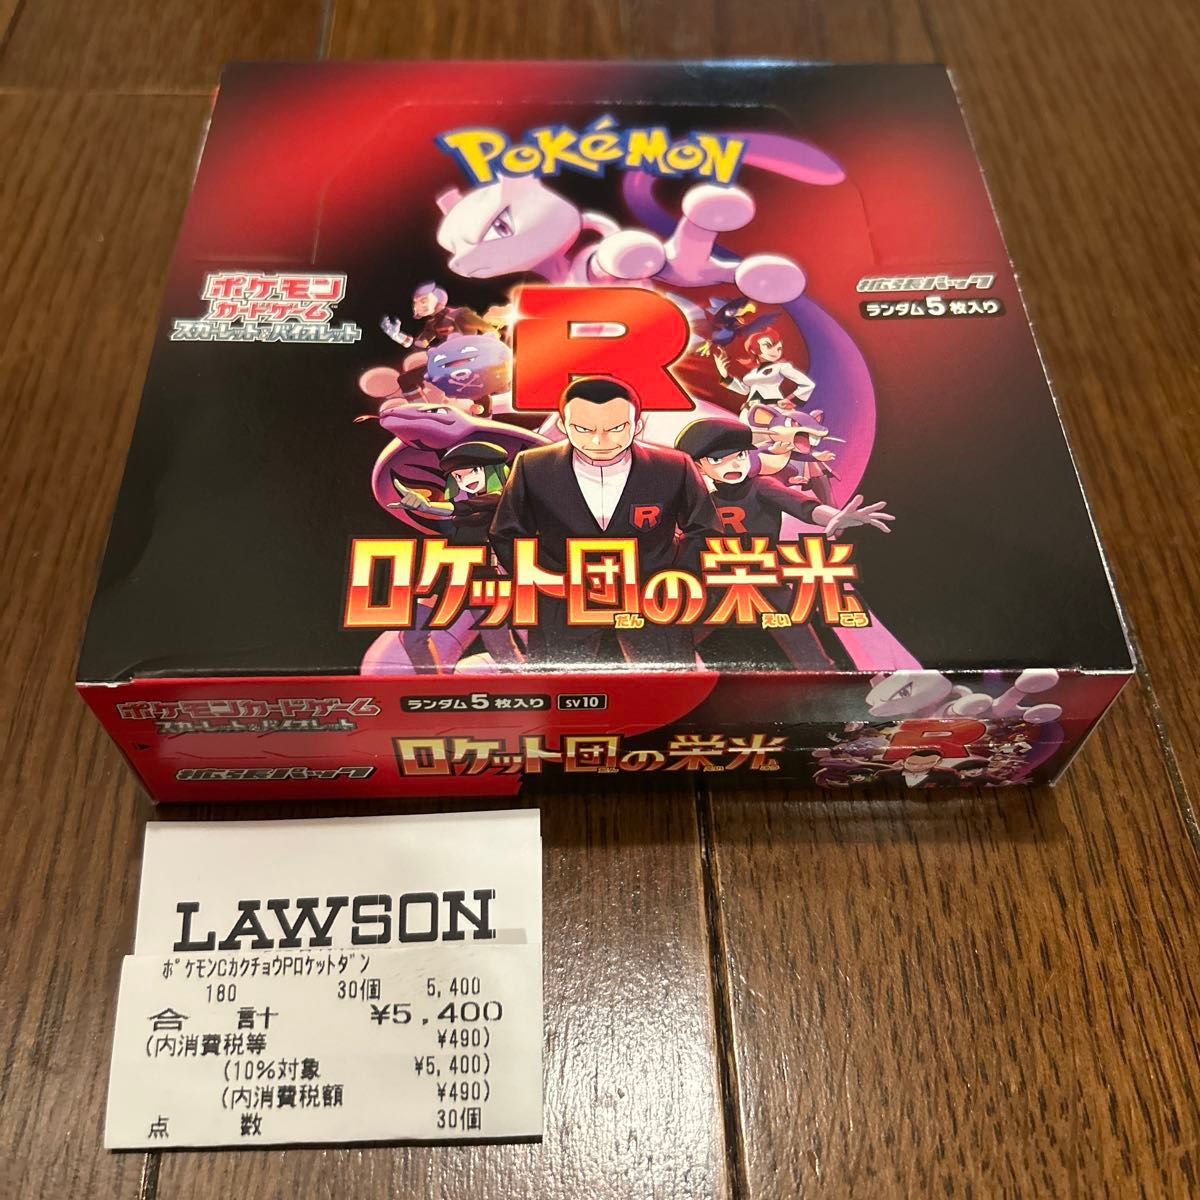 POKéMON
ポケモン
カードゲーム
スカーレット&バイオレット
拡張パック
ランダム5枚入り
R
R
R
ロケット団の栄光
だん えい こう
ポケモンカードゲーム
スカーレット&バイオレット
拡張パック
ランダム5枚入り SV10
ロケット団の栄光
だん えい こう
R
LAWSON
ポケモンCカクチョウPロケットダン
180 30個 5,400
合 計 ¥5,400
(内消費税等 ¥490)
(10%対象 ¥5,400)
(内消費税額 ¥490)
点 数 30個